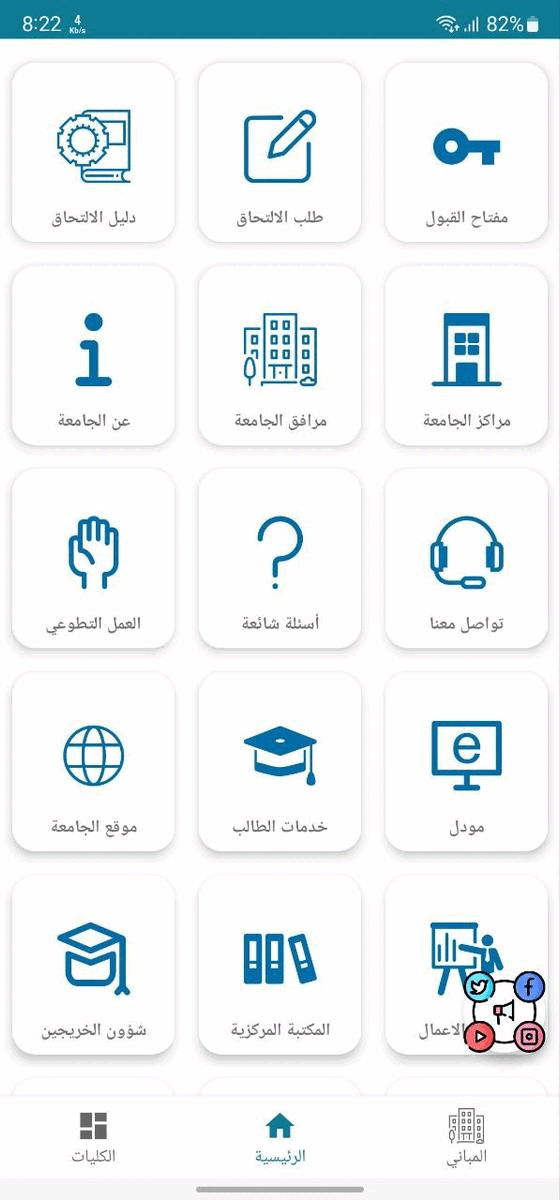 8:22
4
Kb/s
82%
مفتاح القبول
طلب الالتحاق
دليل الالتحاق
مراكز الجامعة
مرافق الجامعة
عن الجامعة
تواصل معنا
أسئلة شائعة
العمل التطوعي
e
مودل
خدمات الطالب
موقع الجامعة
الاعمال
المكتبة المركزية
شؤون الخريجين
المباني
الرئيسية
الكليات